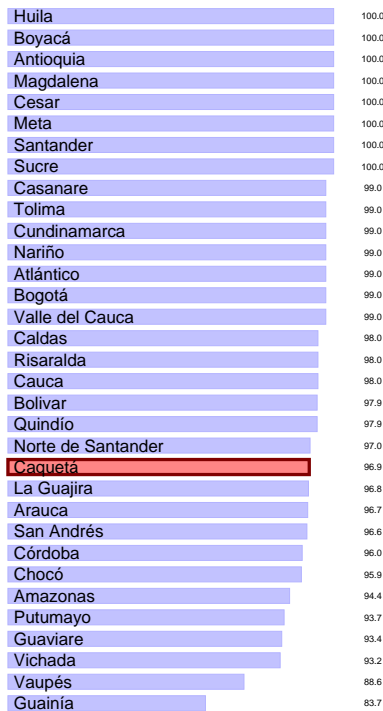 Huila 100.0
Boyacá 100.0
Antioquia 100.0
Magdalena 100.0
Cesar 100.0
Meta 100.0
Santander 100.0
Sucre 100.0
Casanare 99.0
Tolima 99.0
Cundinamarca 99.0
Nariño 99.0
Atlántico 99.0
Bogotá 99.0
Valle del Cauca 99.0
Caldas 98.0
Risaralda 98.0
Cauca 98.0
Bolivar 97.9
Quindío 97.9
Norte de Santander 97.0
Caquetá 96.9
La Guajira 96.8
Arauca 96.7
San Andrés 96.6
Córdoba 96.0
Chocó 95.9
Amazonas 94.4
Putumayo 93.7
Guaviare 93.4
Vichada 93.2
Vaupés 88.6
Guainía 83.7